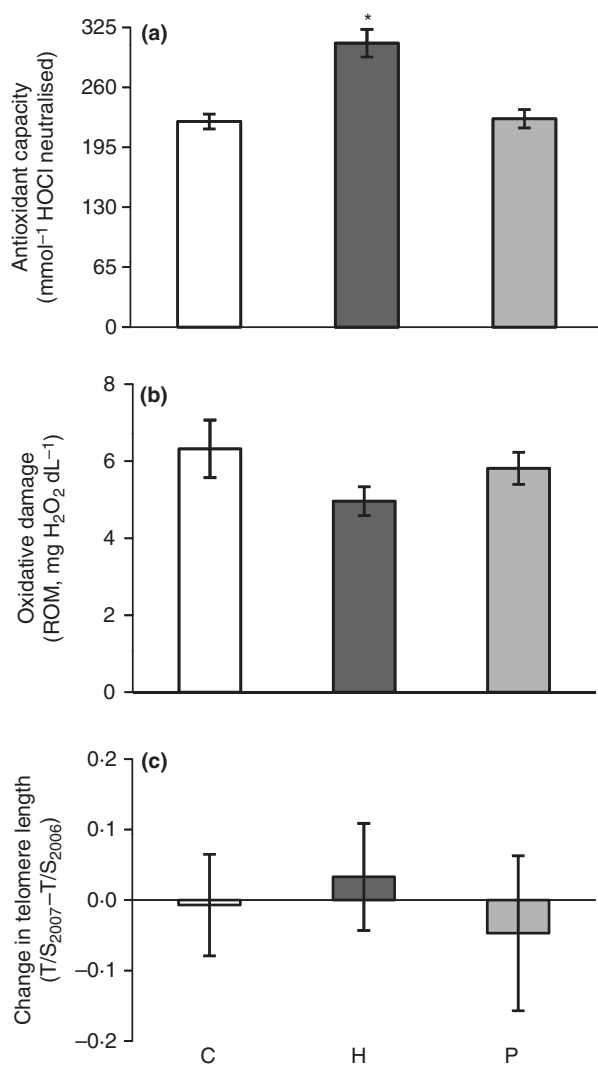 (a)
*
Antioxidant capacity
(mmol⁻¹ HOCl neutralised)
325
260
195
130
65
0
(b)
Oxidative damage
(ROM, mg H₂O₂ dL⁻¹)
8
6
4
2
0
(c)
Change in telomere length
(T/S₂₀₀₇–T/S₂₀₀₆)
0·2
0.1
0.0
–0.1
–0·2
C H P